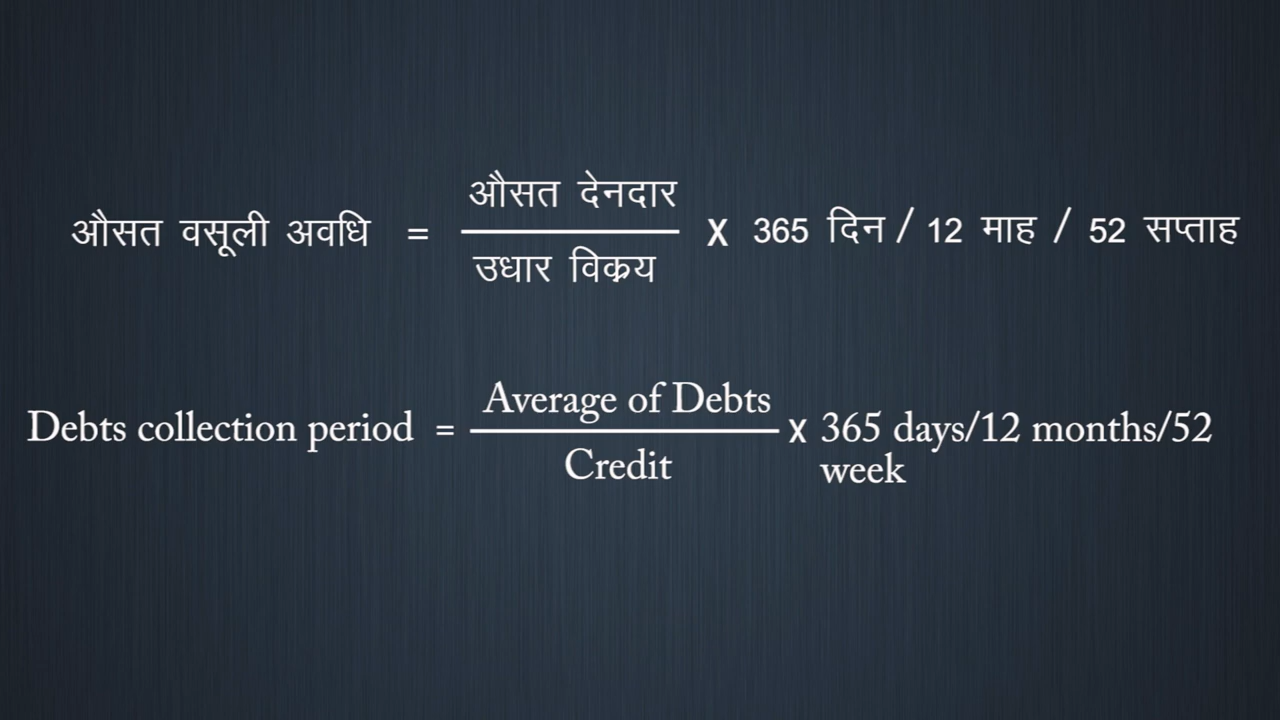 औसत देनदार
औसत वसूली अवधि = X 365 दिन / 12 माह / 52 सप्ताह
उधार विक्रय
Average of Debts
Debts collection period = x 365 days/12 months/52
Credit
week